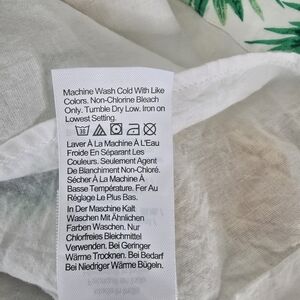 Machine Wash Cold With Like
Colors. Non-Chlorine Bleach
Only. Tumble Dry Low. Iron on
Lowest Setting.
Laver À La Machine À L'Eau
Froide En Séparant Les
Couleurs. Seulement Agent
De Blanchiment Non-Chloré.
Sécher À La Machine À
Basse Température. Fer Au
Réglage Le Plus Bas.
In Der Maschine Kalt
Waschen Mit Ähnlichen
Farben Waschen. Nur
Chlorfreies Bleichmittel
Verwenden. Bei Geringer
Wärme Trocknen. Bei Bedarf
Bei Niedriger Wärme Bügeln.